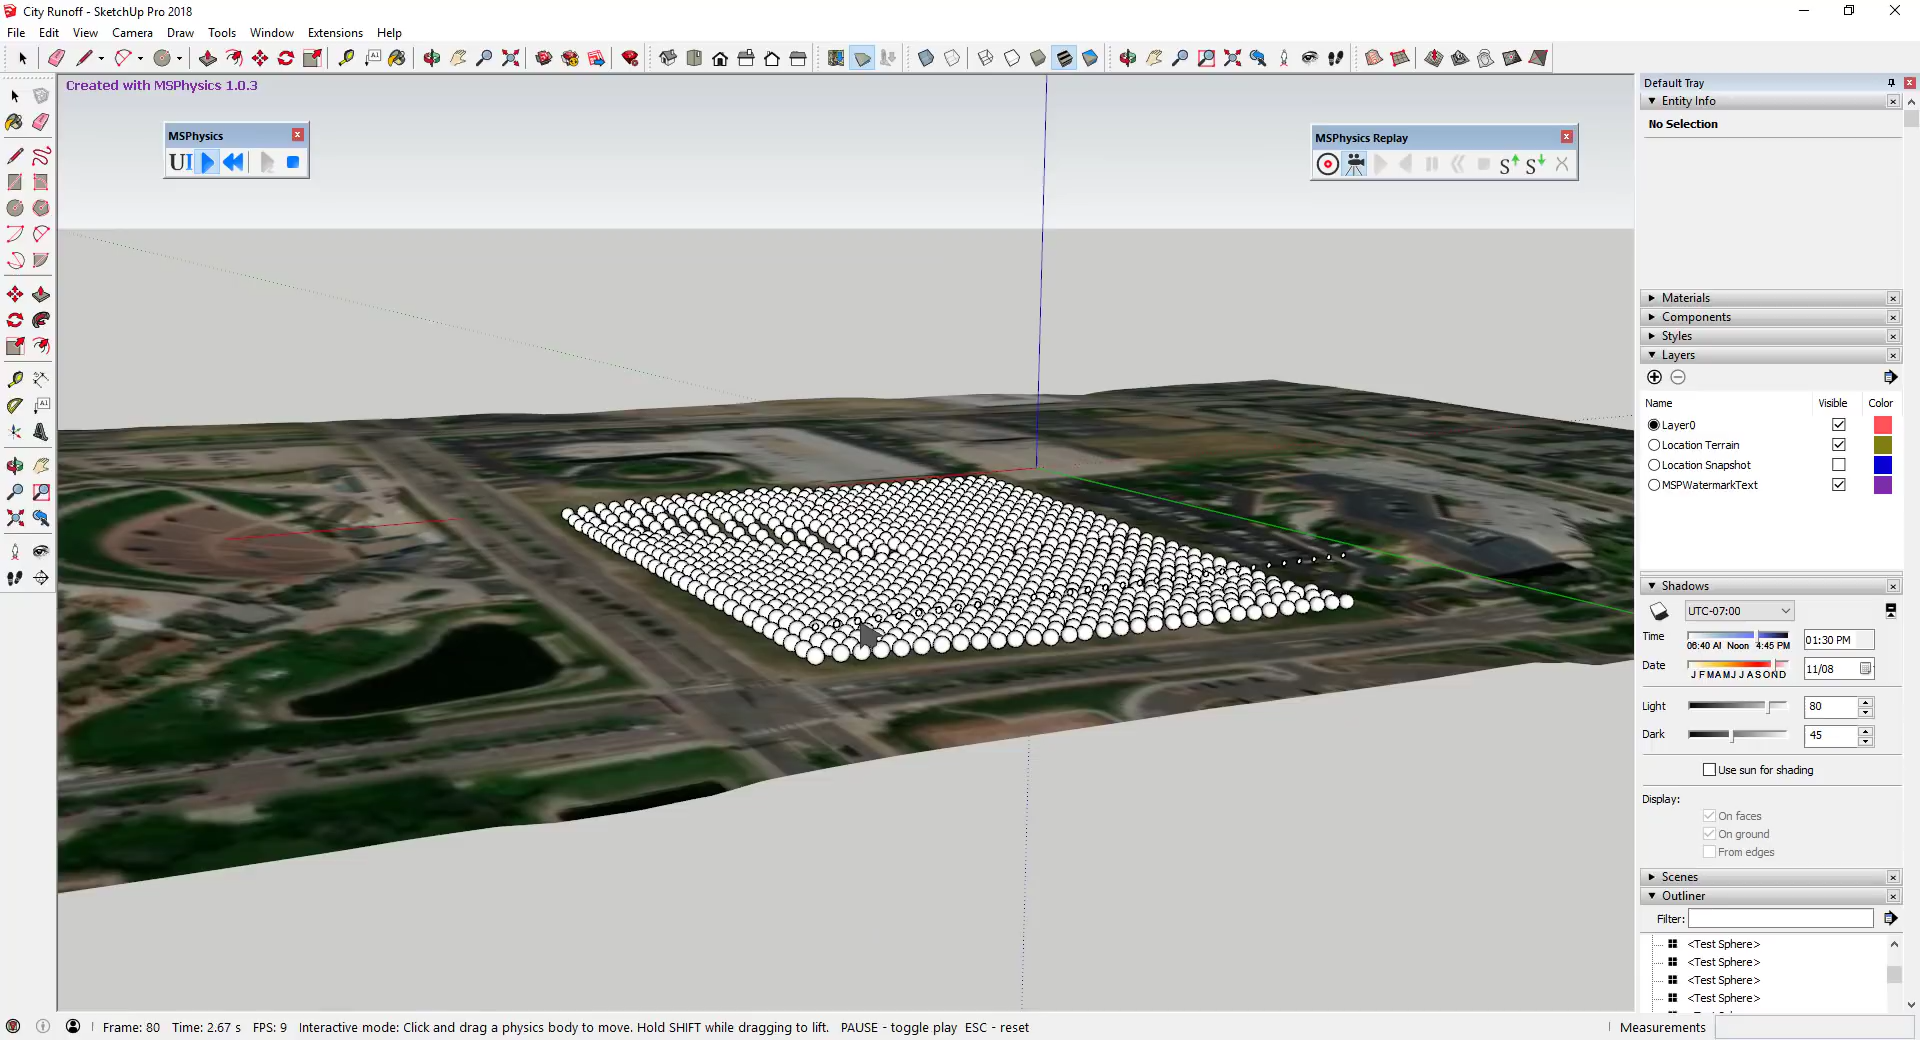 City Runoff - SketchUp Pro 2018
File Edit View Camera Draw Tools Window Extensions Help
Created with MSPhysics 1.0.3
MSPhysics
UI
MSPhysics Replay
S S
Default Tray
Entity Info
No Selection
Materials
Components
Styles
Layers
Name Visible Color
Layer0
Location Terrain
Location Snapshot
MSPWatermarkText
Shadows
UTC-07:00
Time 01:30 PM
06:40 AI Noon 4:45 PM
Date 11/08
J F M A M J J A S O N D
Light 80
Dark 45
Use sun for shading
Display:
On faces
On ground
From edges
Scenes
Outliner
Filter:
<Test Sphere>
<Test Sphere>
<Test Sphere>
<Test Sphere>
Frame: 80 Time: 2.67 s FPS: 9 Interactive mode: Click and drag a physics body to move. Hold SHIFT while dragging to lift. PAUSE - toggle play ESC - reset
Measurements